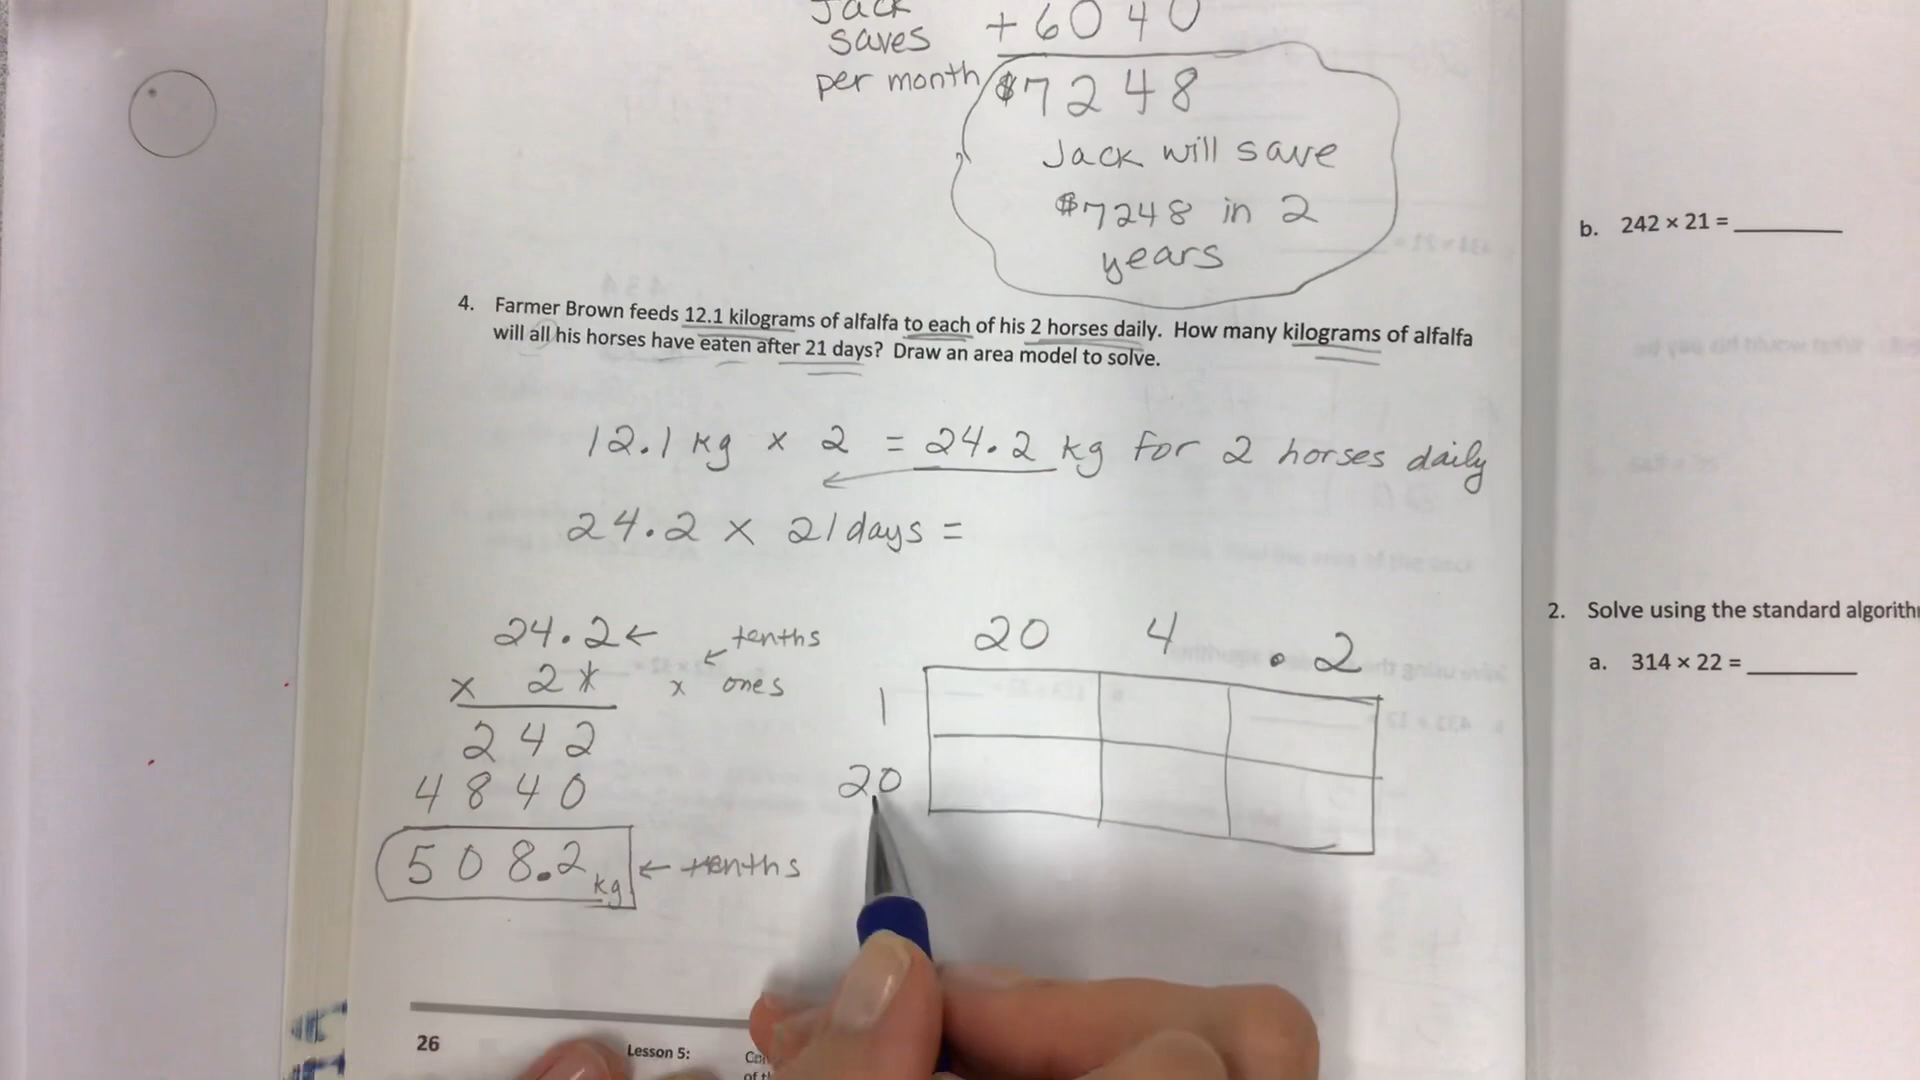 Jack
saves
per month
+ 6040
$7248
Jack will save
$7248 in 2
years
4. Farmer Brown feeds 12.1 kilograms of alfalfa to each of his 2 horses daily. How many kilograms of alfalfa
will all his horses have eaten after 21 days? Draw an area model to solve.
12.1 kg x 2 = 24.2 kg for 2 horses daily
24.2 x 21 days =
24.2 ← tenths
x 21 x ones
242
4840
508.2 kg ← tenths
20 4 .2
1
20
26
Lesson 5:
b. 242 × 21 =
2. Solve using the standard
a. 314 × 22 =